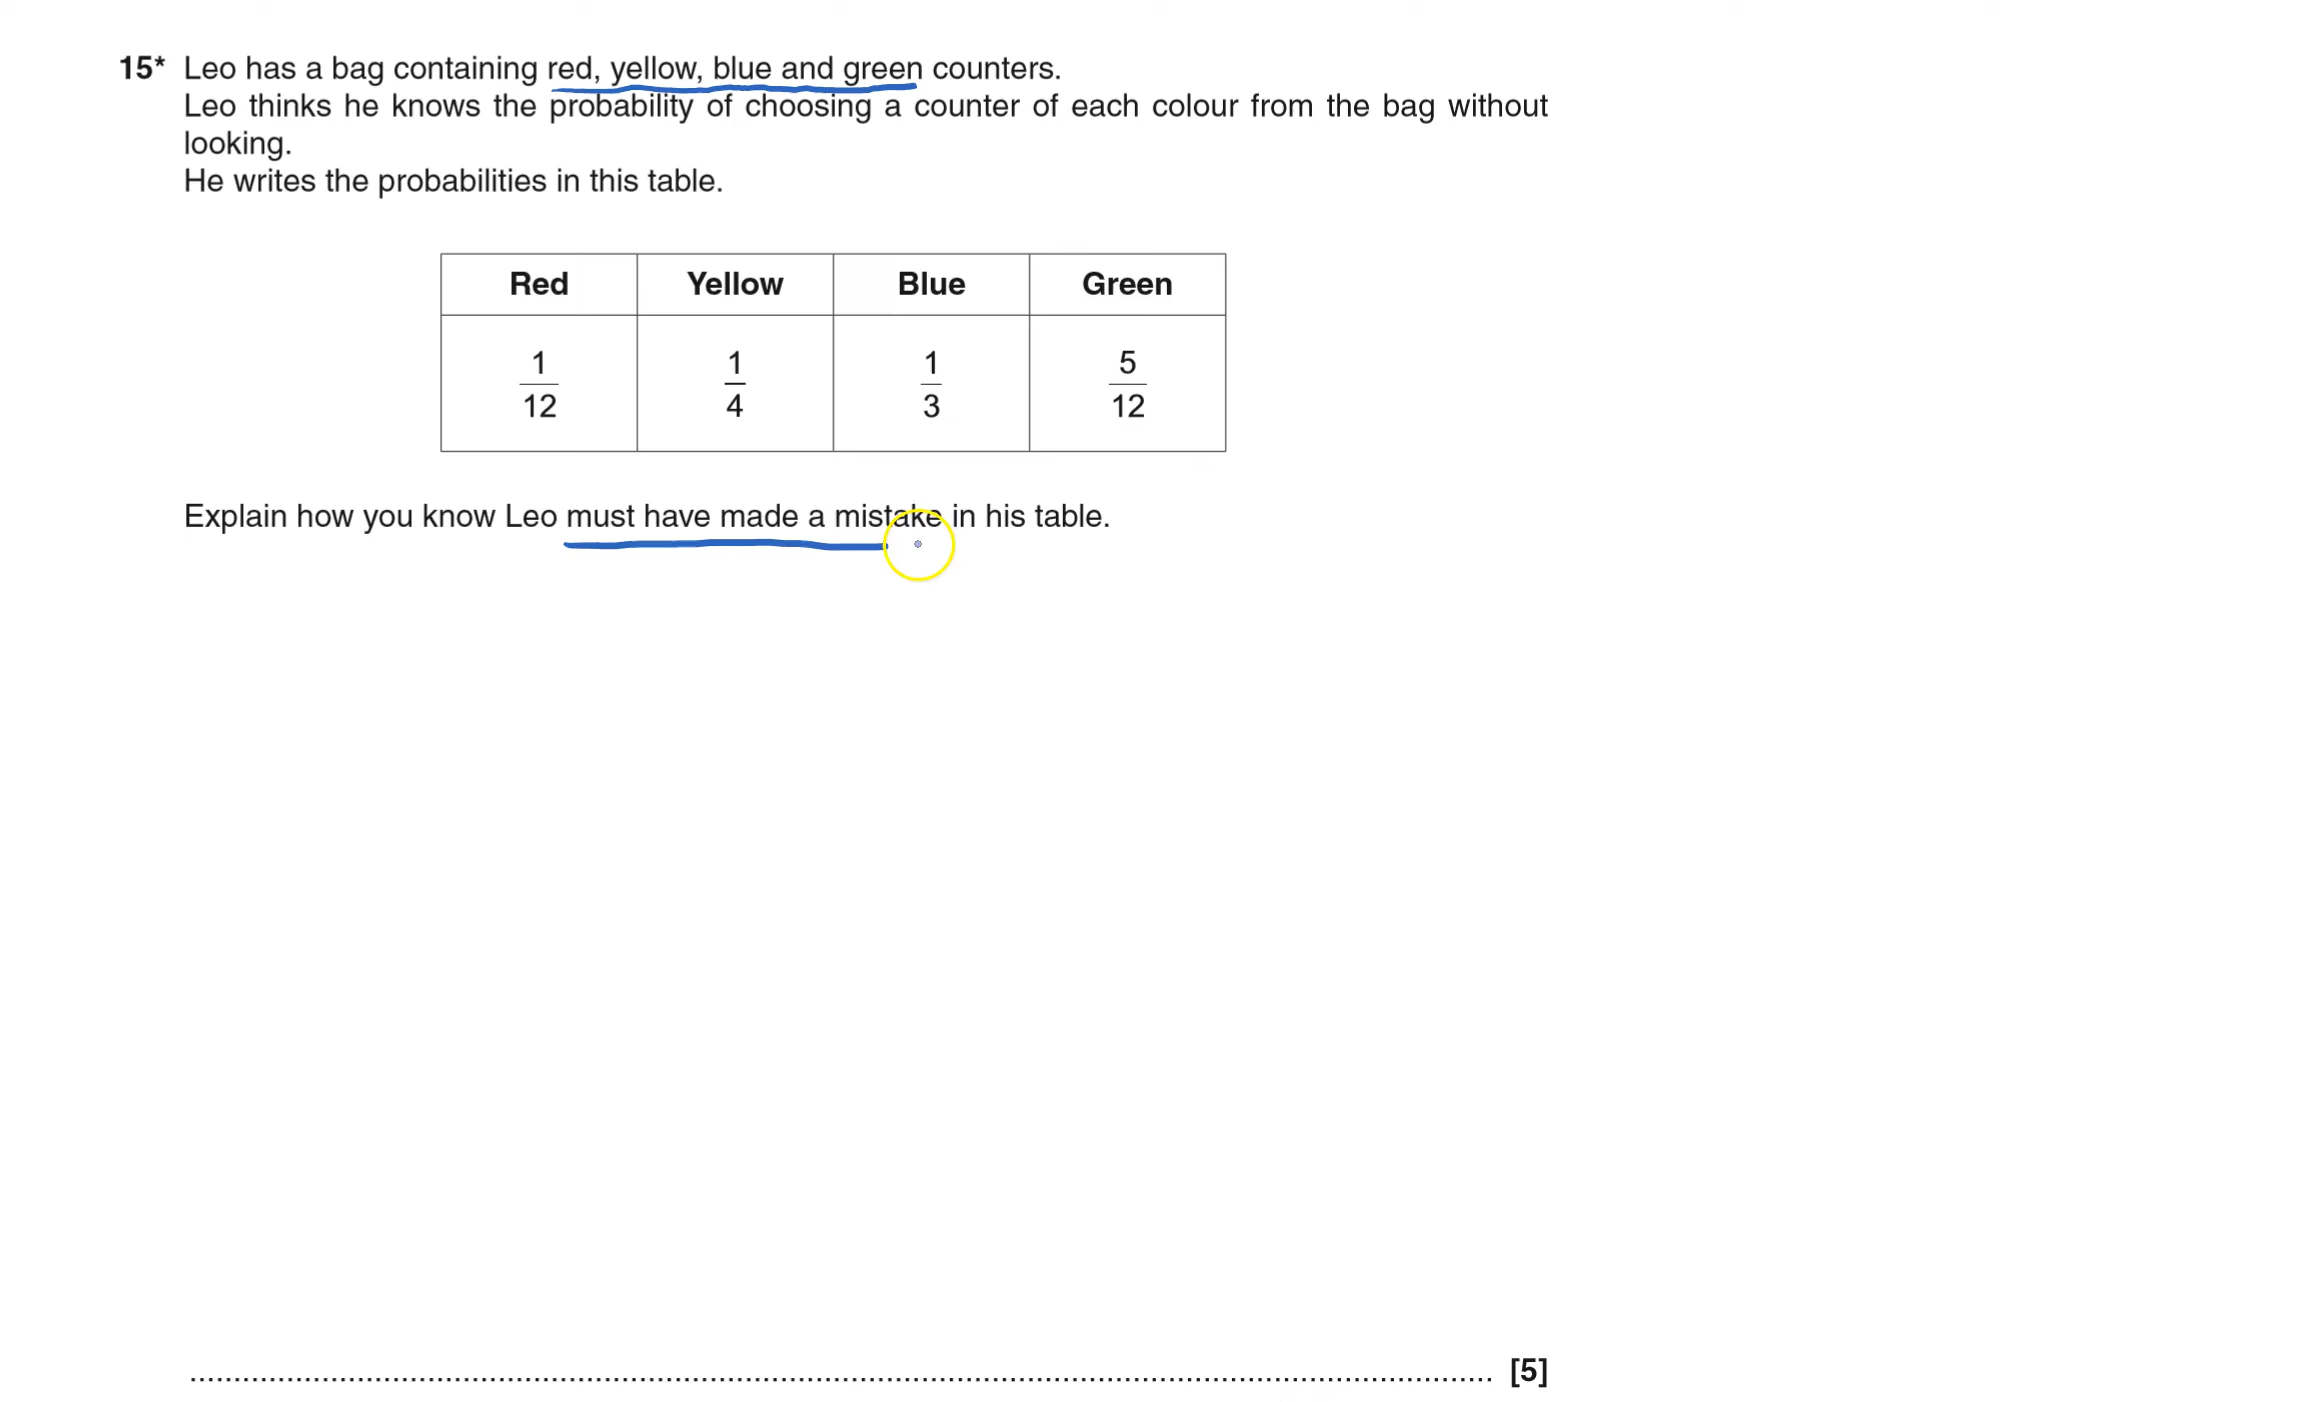 15* Leo has a bag containing red, yellow, blue and green counters.
Leo thinks he knows the probability of choosing a counter of each colour from the bag without
looking.
He writes the probabilities in this table.
Red Yellow Blue Green
1/12 1/4 1/3 5/12
Explain how you know Leo must have made a mistake in his table.
[5]